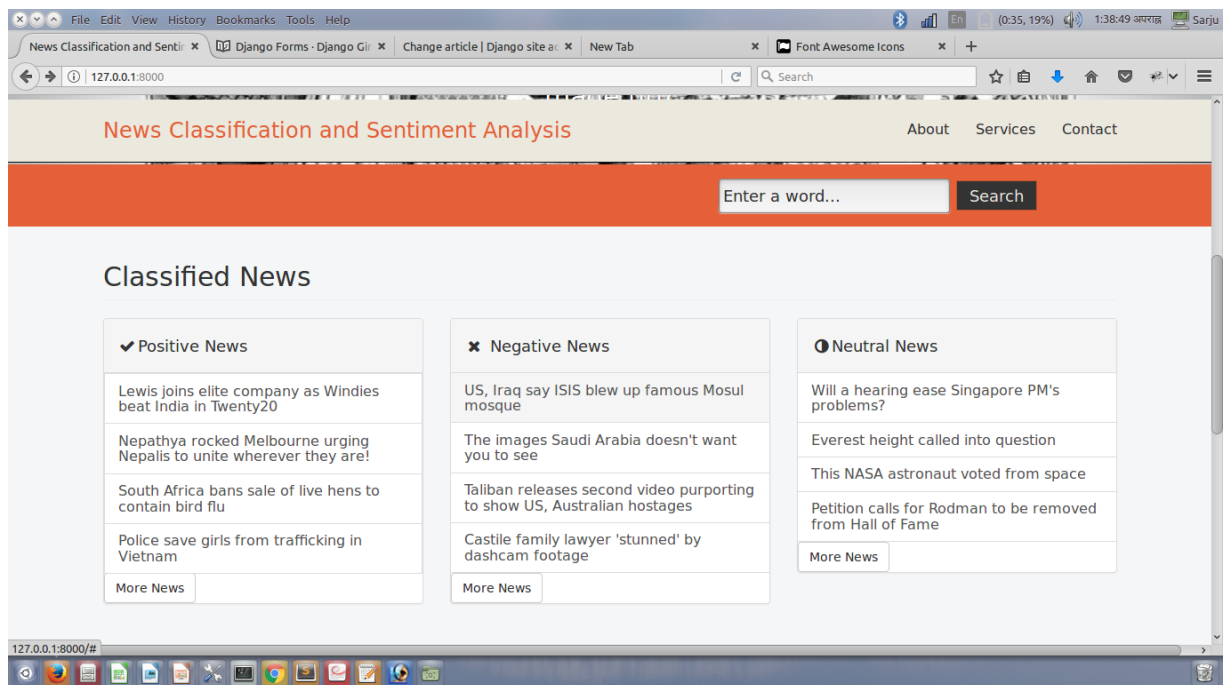 File Edit View History Bookmarks Tools Help
En (0:35, 19%) 1:38:49 अपराह्न Sarju
News Classification and Sentir Django Forms · Django Gir Change article | Django site ac New Tab Font Awesome Icons
127.0.0.1:8000 Search
News Classification and Sentiment Analysis About Services Contact
Enter a word... Search
Classified News
Positive News
Lewis joins elite company as Windies
beat India in Twenty20
Nepathya rocked Melbourne urging
Nepalis to unite wherever they are!
South Africa bans sale of live hens to
contain bird flu
Police save girls from trafficking in
Vietnam
More News
Negative News
US, Iraq say ISIS blew up famous Mosul
mosque
The images Saudi Arabia doesn't want
you to see
Taliban releases second video purporting
to show US, Australian hostages
Castile family lawyer 'stunned' by
dashcam footage
More News
Neutral News
Will a hearing ease Singapore PM's
problems?
Everest height called into question
This NASA astronaut voted from space
Petition calls for Rodman to be removed
from Hall of Fame
More News
127.0.0.1:8000/#